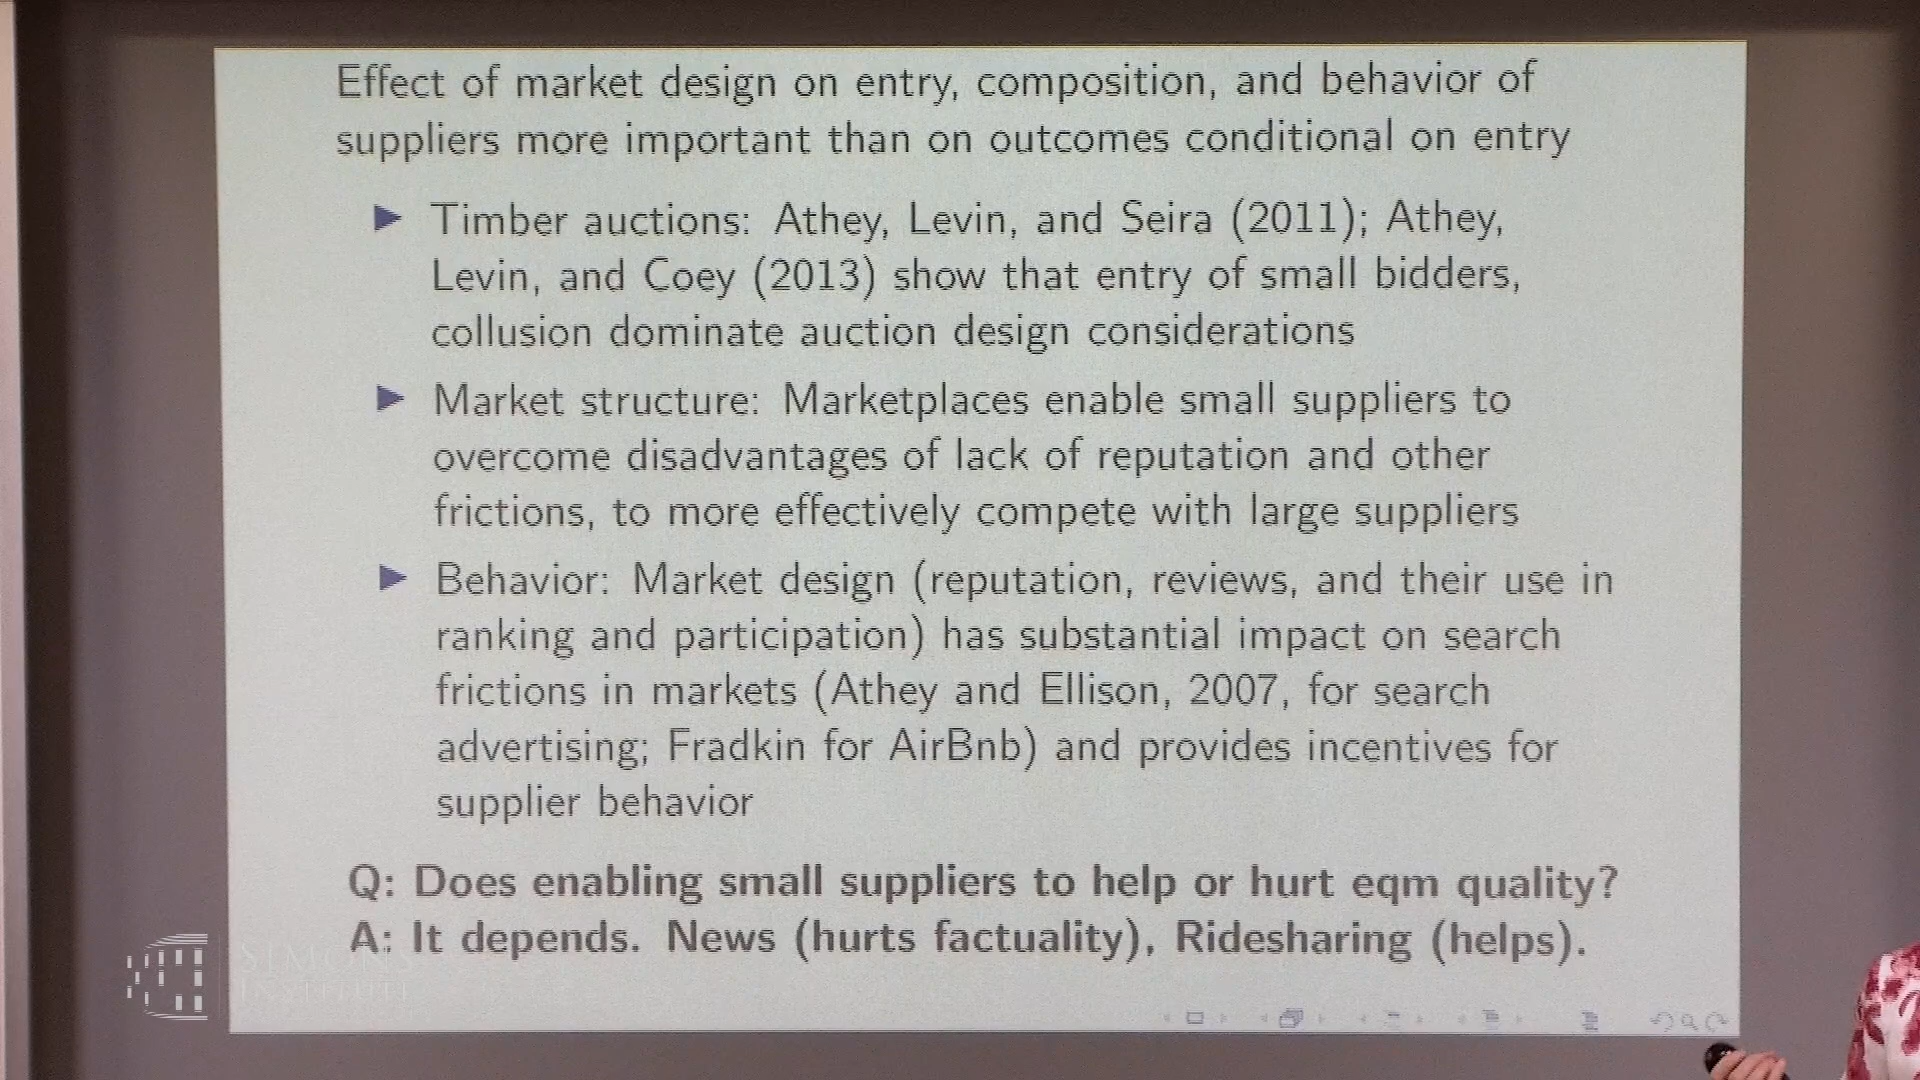 Effect of market design on entry, composition, and behavior of
suppliers more important than on outcomes conditional on entry
Timber auctions: Athey, Levin, and Seira (2011); Athey,
Levin, and Coey (2013) show that entry of small bidders,
collusion dominate auction design considerations
Market structure: Marketplaces enable small suppliers to
overcome disadvantages of lack of reputation and other
frictions, to more effectively compete with large suppliers
Behavior: Market design (reputation, reviews, and their use in
ranking and participation) has substantial impact on search
frictions in markets (Athey and Ellison, 2007, for search
advertising; Fradkin for AirBnb) and provides incentives for
supplier behavior
Q: Does enabling small suppliers to help or hurt eqm quality?
A: It depends. News (hurts factuality), Ridesharing (helps).
SIMONS
INSTITUTE